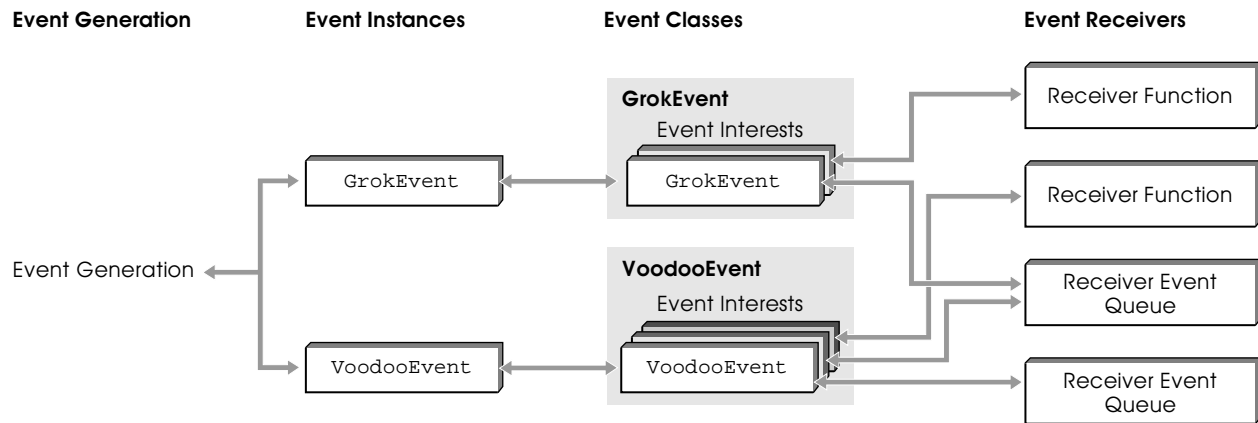 Event Generation
Event Instances
Event Classes
Event Receivers
GrokEvent
Event Interests
GrokEvent
GrokEvent
Receiver Function
Receiver Function
Event Generation
VoodooEvent
Event Interests
VoodooEvent
VoodooEvent
Receiver Event
Queue
Receiver Event
Queue